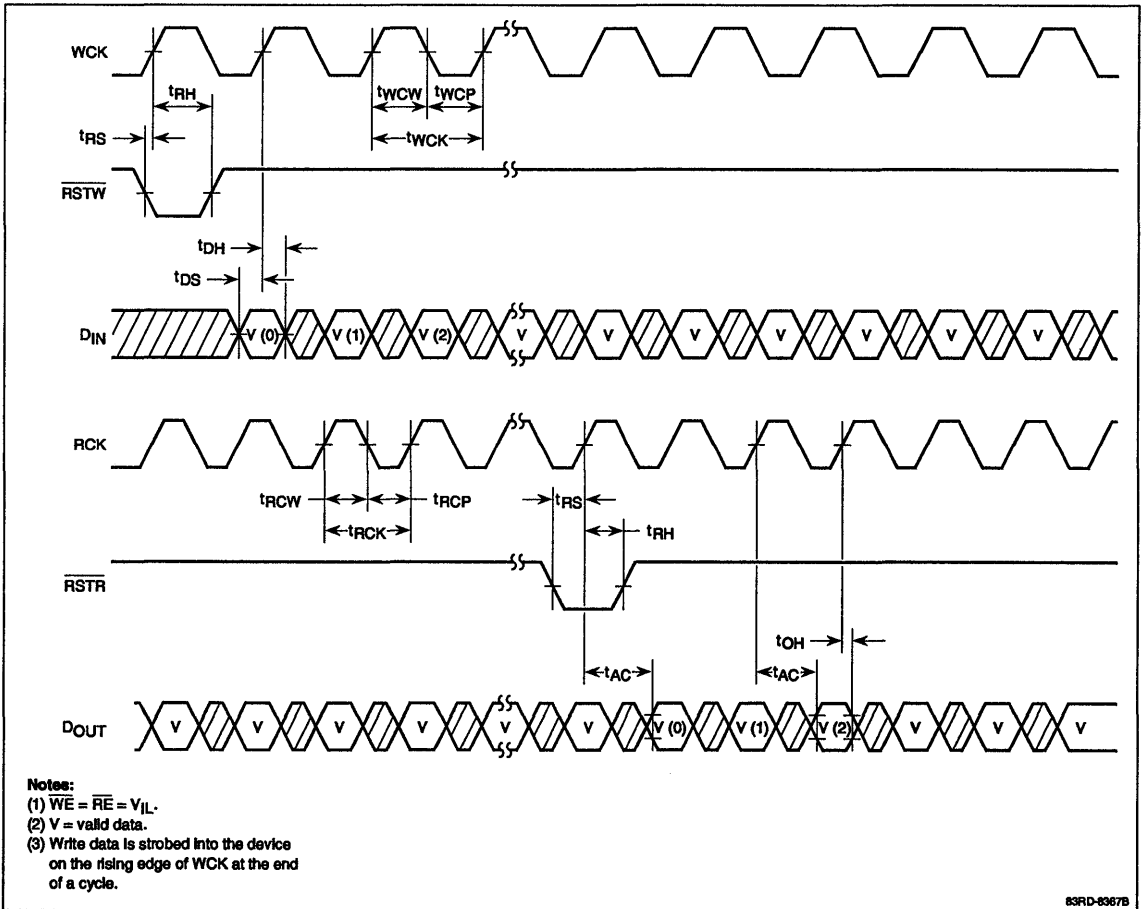 WCK
tRH
tWCW
tWCP
tRS
tWCK
RSTW
tDH
tDS
DIN
V (0)
V (1)
V (2)
V
V
V
V
V
V
V
RCK
tRCW
tRCP
tRS
tRCK
tRH
RSTR
tOH
tAC
tAC
DOUT
V
V
V
V
V
V
V (0)
V (1)
V (2)
V
V
V
Notes:
(1) WE = RE = VIL.
(2) V = valid data.
(3) Write data is strobed into the device
on the rising edge of WCK at the end
of a cycle.
83RD-6367B